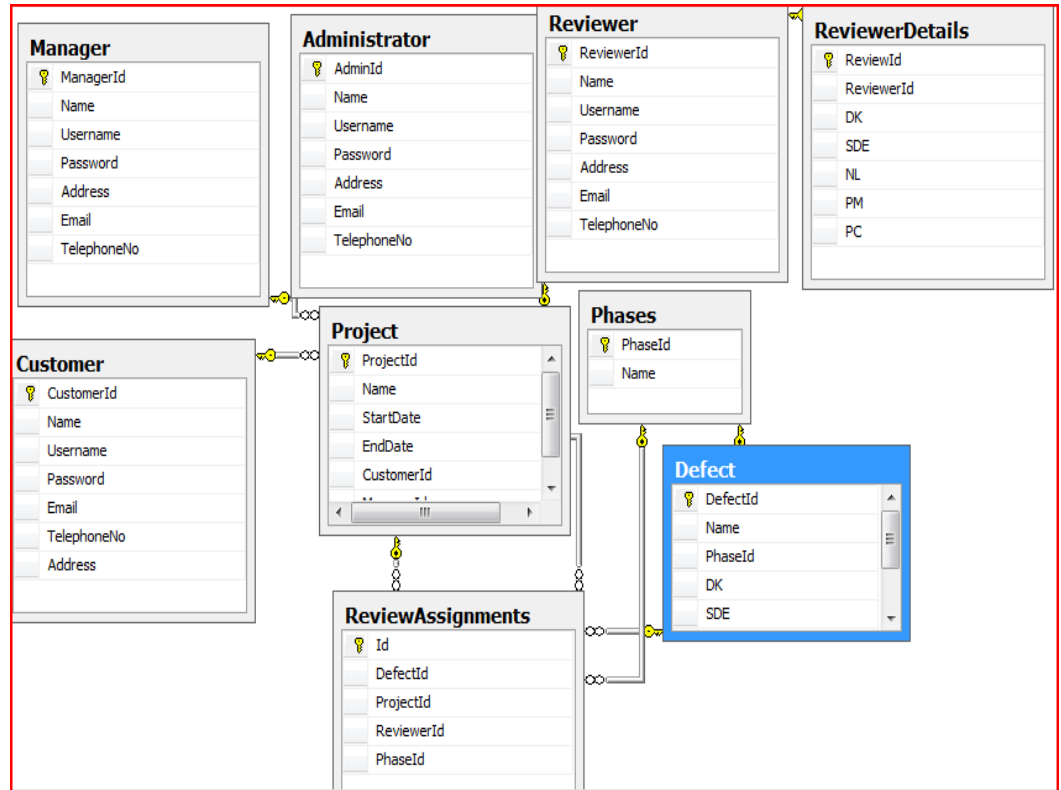 Manager
ManagerId
Name
Username
Password
Address
Email
TelephoneNo
Administrator
AdminId
Name
Username
Password
Address
Email
TelephoneNo
Reviewer
ReviewerId
Name
Username
Password
Address
Email
TelephoneNo
ReviewerDetails
ReviewId
ReviewerId
DK
SDE
NL
PM
PC
Customer
CustomerId
Name
Username
Password
Email
TelephoneNo
Address
Project
ProjectId
Name
StartDate
EndDate
CustomerId
Phases
PhaseId
Name
Defect
DefectId
Name
PhaseId
DK
SDE
ReviewAssignments
Id
DefectId
ProjectId
ReviewerId
PhaseId